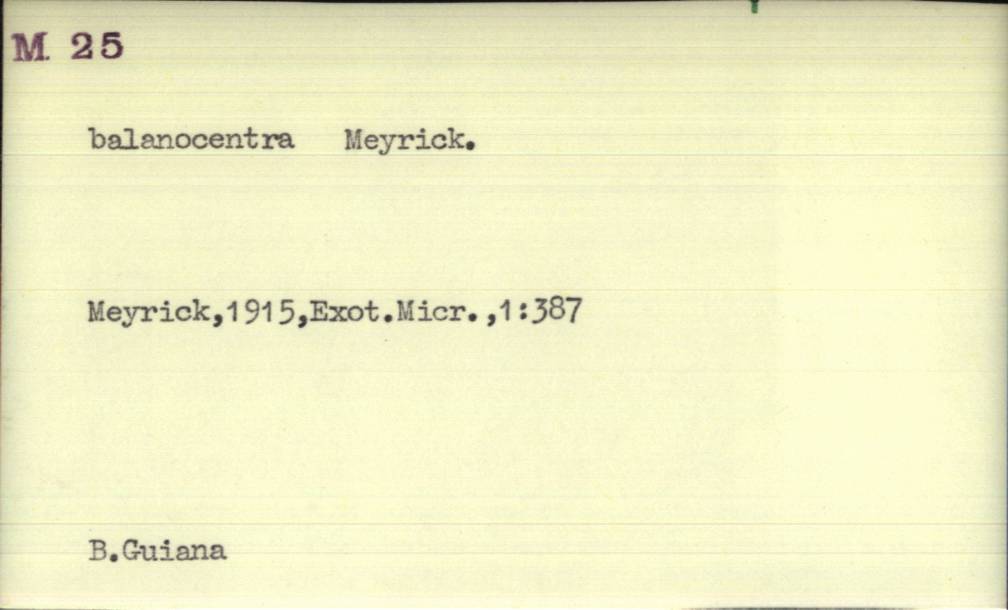 M. 25
balanocentra Meyrick.
Meyrick,1915,Exot.Micr.,1:387
B.Guiana